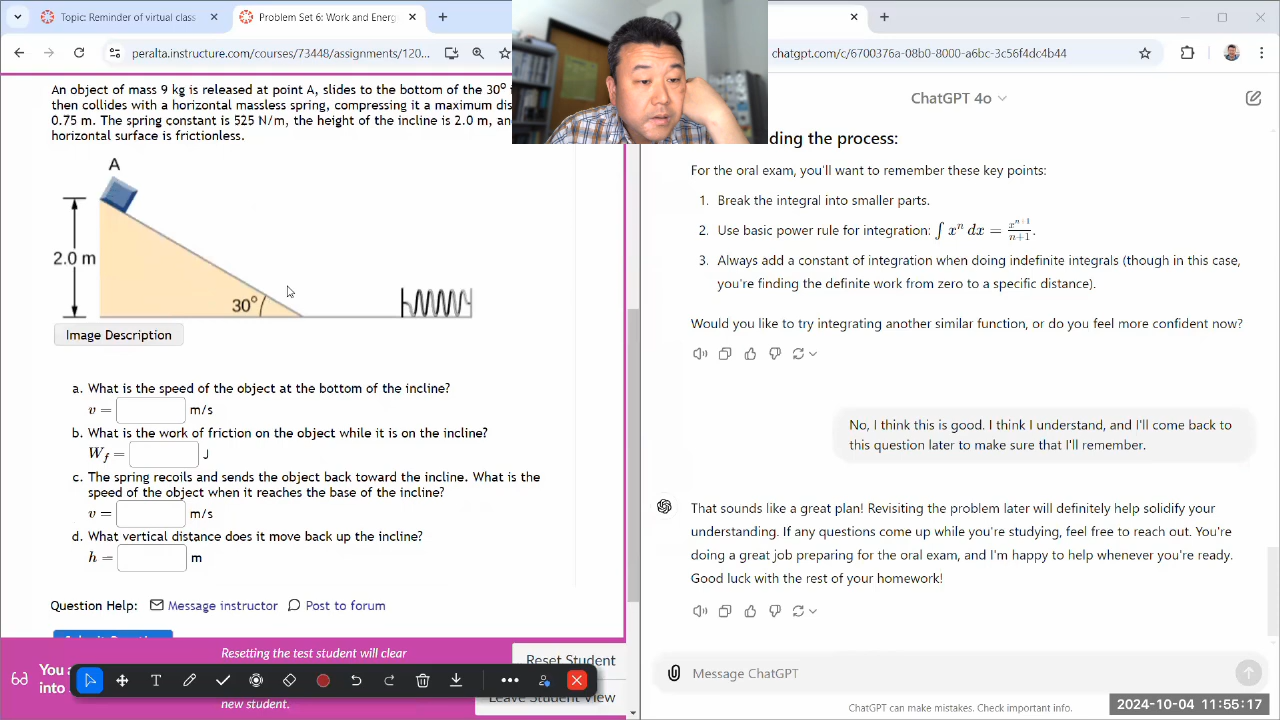 Topic: Reminder of virtual class
Problem Set 6: Work and Energ
peralta.instructure.com/courses/73448/assignments/120...
chatgpt.com/c/6700376a-08b0-8000-a6bc-3c56f4dc4b44
An object of mass 9 kg is released at point A, slides to the bottom of the 30°
then collides with a horizontal massless spring, compressing it a maximum
0.75 m. The spring constant is 525 N/m, the height of the incline is 2.0 m,
horizontal surface is frictionless.
A
2.0 m
30°
Image Description
a. What is the speed of the object at the bottom of the incline?
v = m/s
b. What is the work of friction on the object while it is on the incline?
Wf = J
c. The spring recoils and sends the object back toward the incline. What is the
speed of the object when it reaches the base of the incline?
v = m/s
d. What vertical distance does it move back up the incline?
h = m
Question Help: Message instructor Post to forum
You
into
Resetting the test student will clear
new student.
Reset Student
Leave Student View
ChatGPT 4o
ding the process:
For the oral exam, you'll want to remember these key points:
1. Break the integral into smaller parts.
2. Use basic power rule for integration: ∫ xⁿ dx = xⁿ⁺¹/n+1.
3. Always add a constant of integration when doing indefinite integrals (though in this case,
you're finding the definite work from zero to a specific distance).
Would you like to try integrating another similar function, or do you feel more confident now?
No, I think this is good. I think I understand, and I'll come back to
this question later to make sure that I'll remember.
That sounds like a great plan! Revisiting the problem later will definitely help solidify your
understanding. If any questions come up while you're studying, feel free to reach out. You're
doing a great job preparing for the oral exam, and I'm happy to help whenever you're ready.
Good luck with the rest of your homework!
Message ChatGPT
ChatGPT can make mistakes. Check important info.
2024-10-04 11:55:17